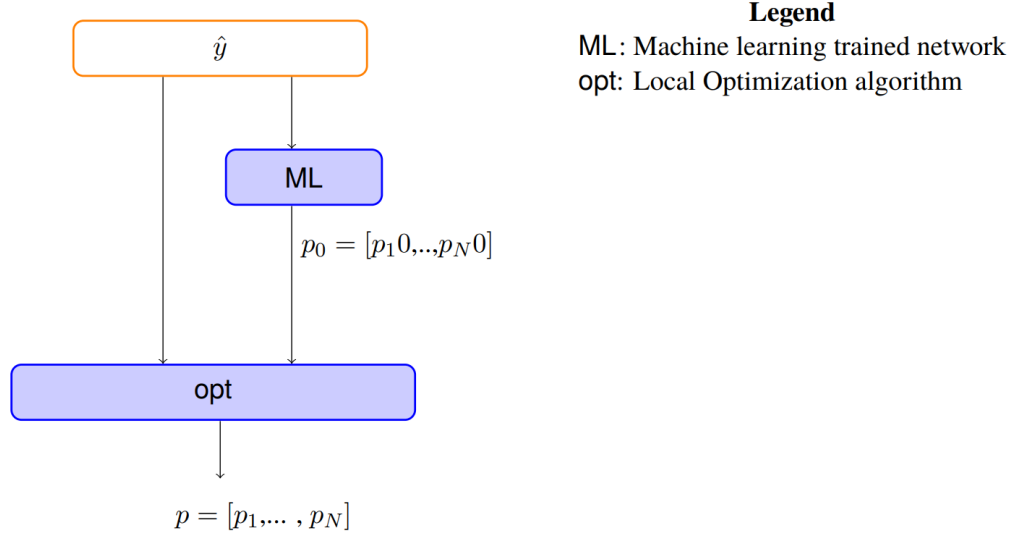 ŷ
ML
p₀ = [p₁0,..,p_N0]
opt
p = [p₁,... , p_N]
Legend
ML: Machine learning trained network
opt: Local Optimization algorithm